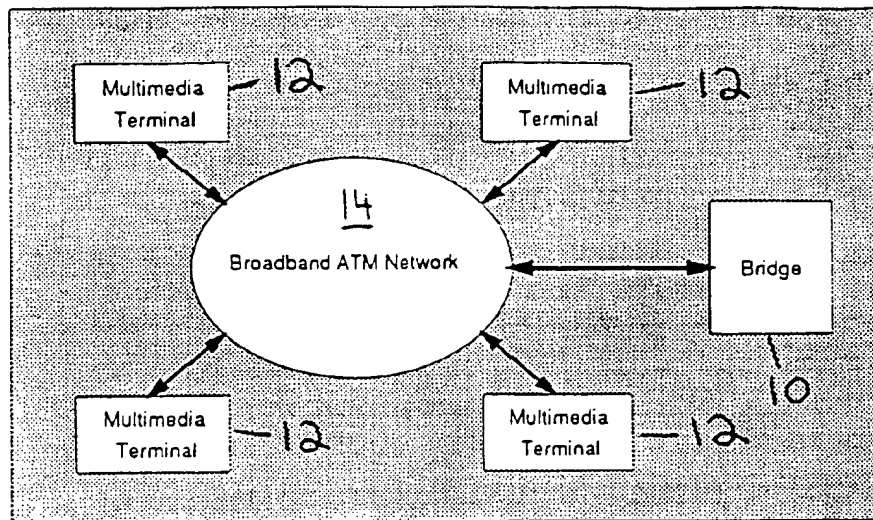 Multimedia
Terminal
12
Multimedia
Terminal
12
14
Broadband ATM Network
Bridge
10
Multimedia
Terminal
12
Multimedia
Terminal
12